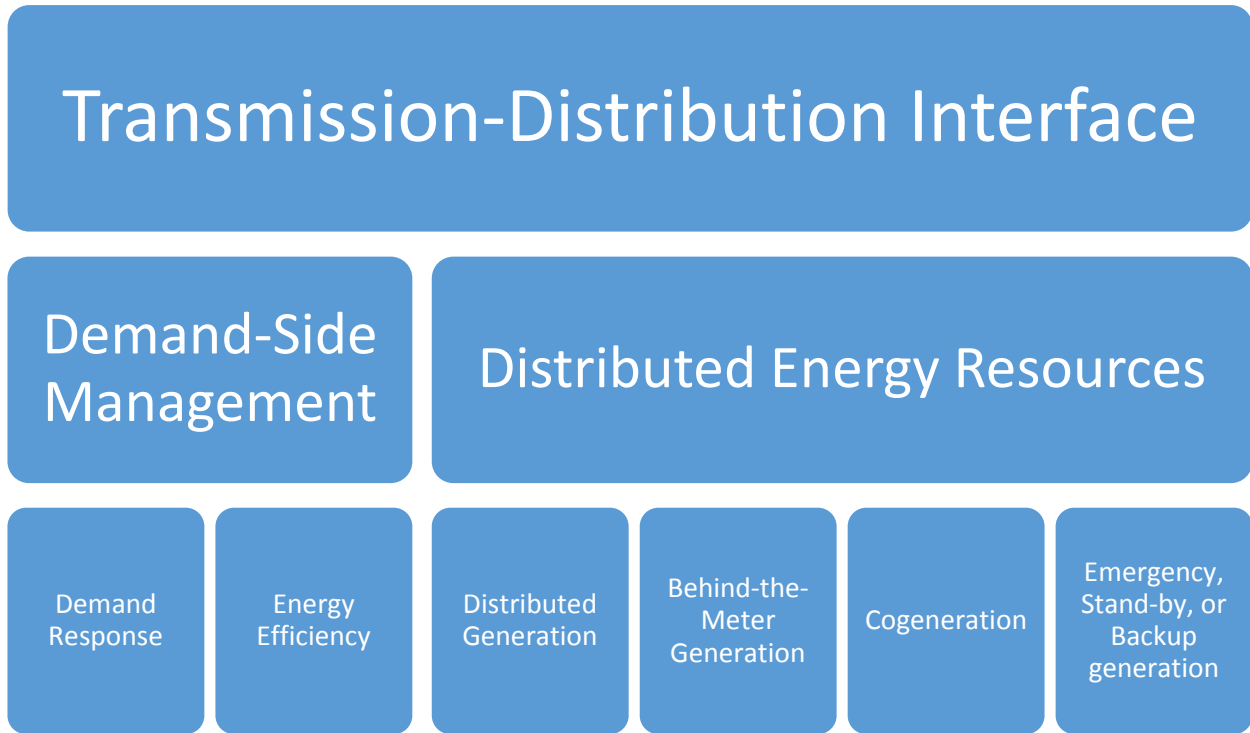 Transmission-Distribution Interface
Demand-Side
Management
Distributed Energy Resources
Demand
Response
Energy
Efficiency
Distributed
Generation
Behind-the-
Meter
Generation
Cogeneration
Emergency,
Stand-by, or
Backup
generation